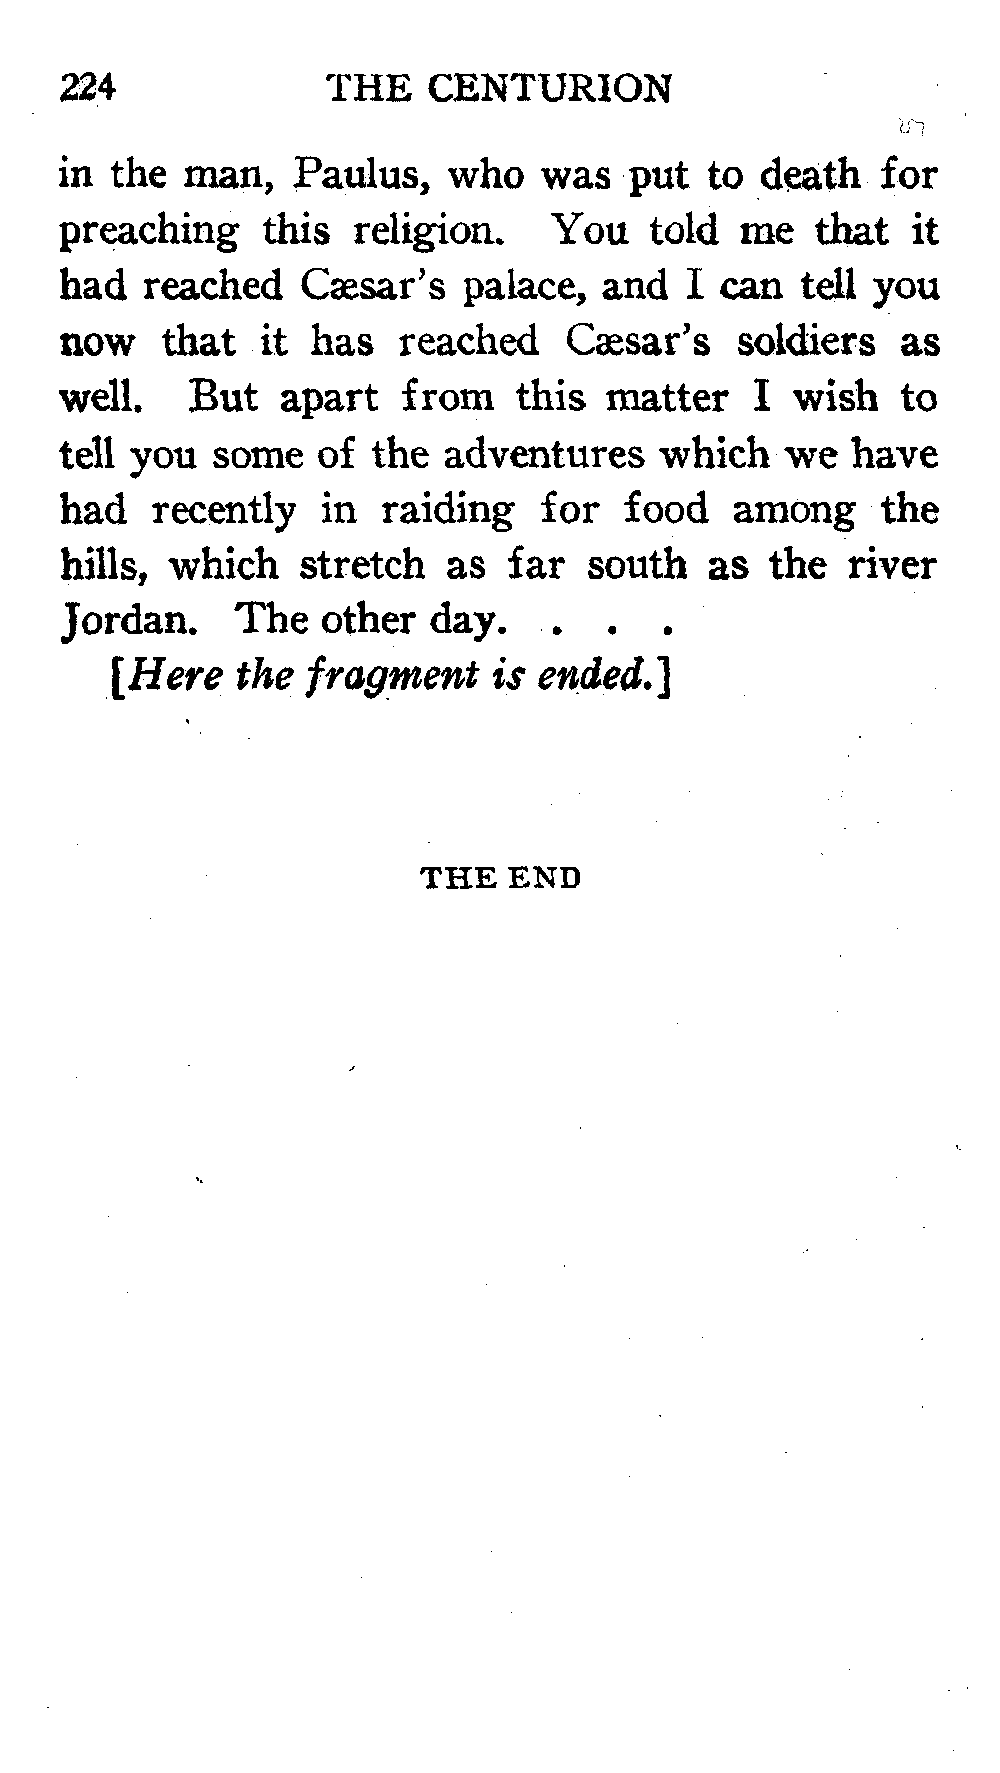 224 THE CENTURION
in the man, Paulus, who was put to death for
preaching this religion. You told me that it
had reached Cæsar's palace, and I can tell you
now that it has reached Cæsar's soldiers as
well. But apart from this matter I wish to
tell you some of the adventures which we have
had recently in raiding for food among the
hills, which stretch as far south as the river
Jordan. The other day. . . .
[Here the fragment is ended.]
THE END